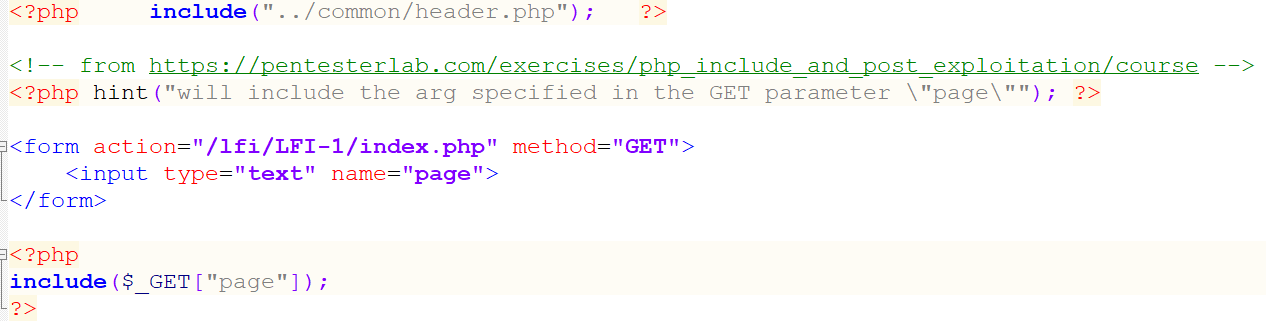 <?php     include("../common/header.php");   ?>
<!-- from https://pentesterlab.com/exercises/php_include_and_post_exploitation/course -->
<?php hint("will include the arg specified in the GET parameter \"page\""); ?>
<form action="/lfi/LFI-1/index.php" method="GET">
    <input type="text" name="page">
</form>
<?php
include($_GET["page"]);
?>